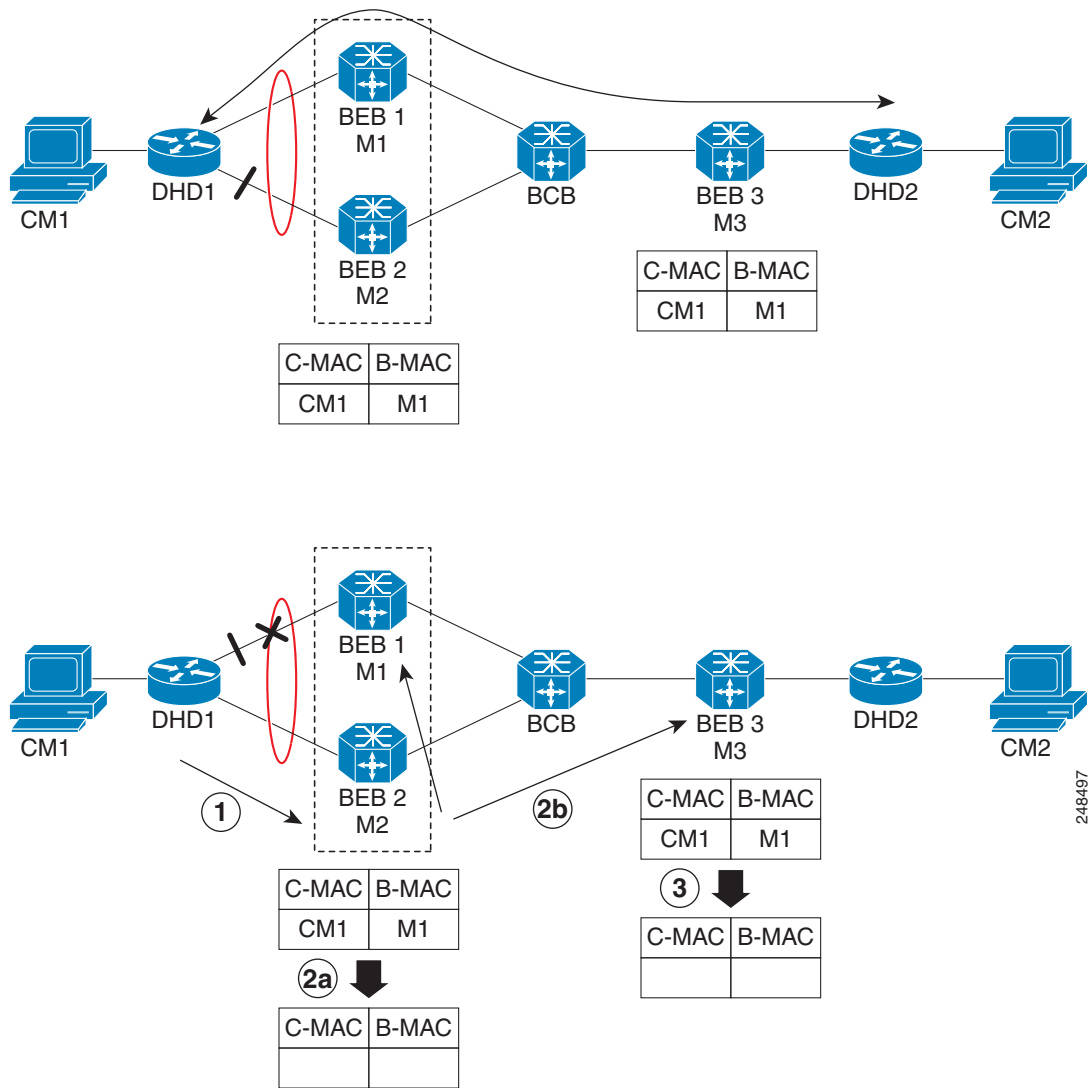 BEB 1
M1
CM1
DHD1
BEB 2
M2
BCB
BEB 3
M3
DHD2
CM2
C-MAC B-MAC
CM1 M1
C-MAC B-MAC
CM1 M1
BEB 1
M1
CM1
DHD1
BEB 2
M2
BCB
BEB 3
M3
DHD2
CM2
1
2b
C-MAC B-MAC
CM1 M1
3
C-MAC B-MAC
C-MAC B-MAC
CM1 M1
2a
C-MAC B-MAC
248497